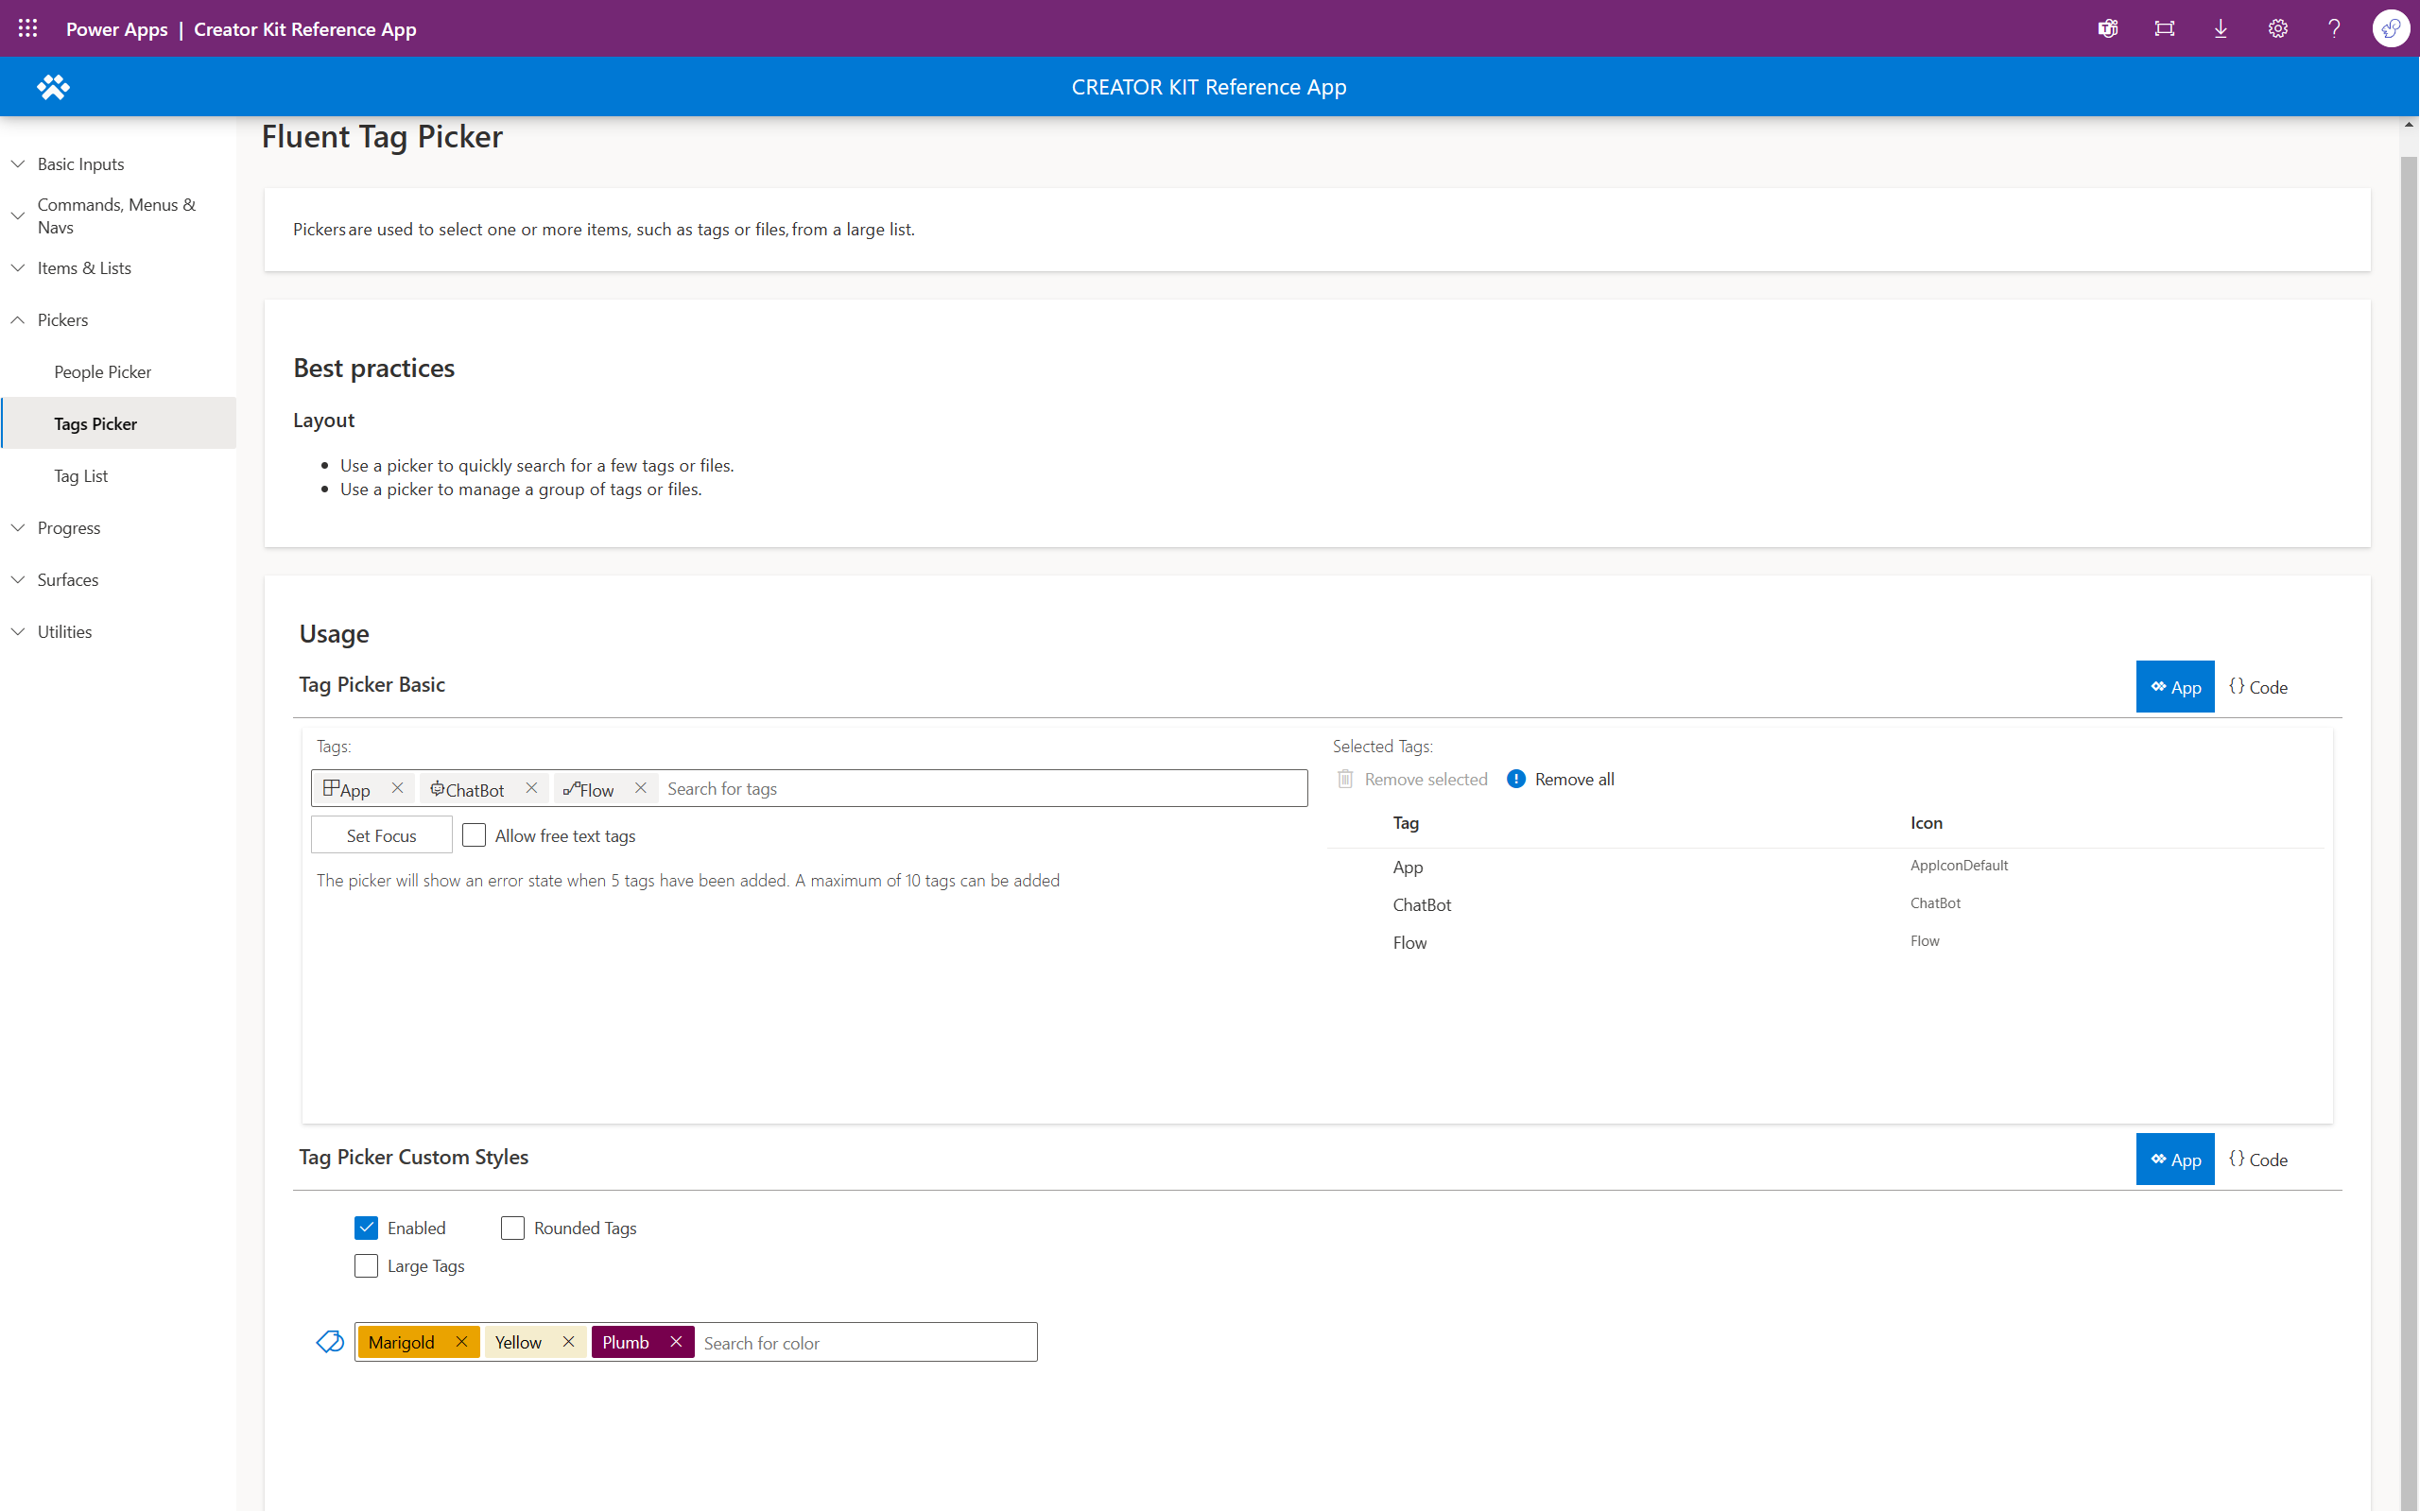 Power Apps | Creator Kit Reference App
CREATOR KIT Reference App
Basic Inputs
Commands, Menus &
Navs
Items & Lists
Pickers
People Picker
Tags Picker
Tag List
Progress
Surfaces
Utilities
Fluent Tag Picker
Pickers are used to select one or more items, such as tags or files, from a large list.
Best practices
Layout
• Use a picker to quickly search for a few tags or files.
• Use a picker to manage a group of tags or files.
Usage
Tag Picker Basic
App {} Code
Tags:
App ChatBot Flow Search for tags
Set Focus Allow free text tags
The picker will show an error state when 5 tags have been added. A maximum of 10 tags can be added
Selected Tags:
Remove selected Remove all
Tag Icon
App AppIconDefault
ChatBot ChatBot
Flow Flow
Tag Picker Custom Styles
App {} Code
Enabled Rounded Tags
Large Tags
Marigold Yellow Plumb Search for color